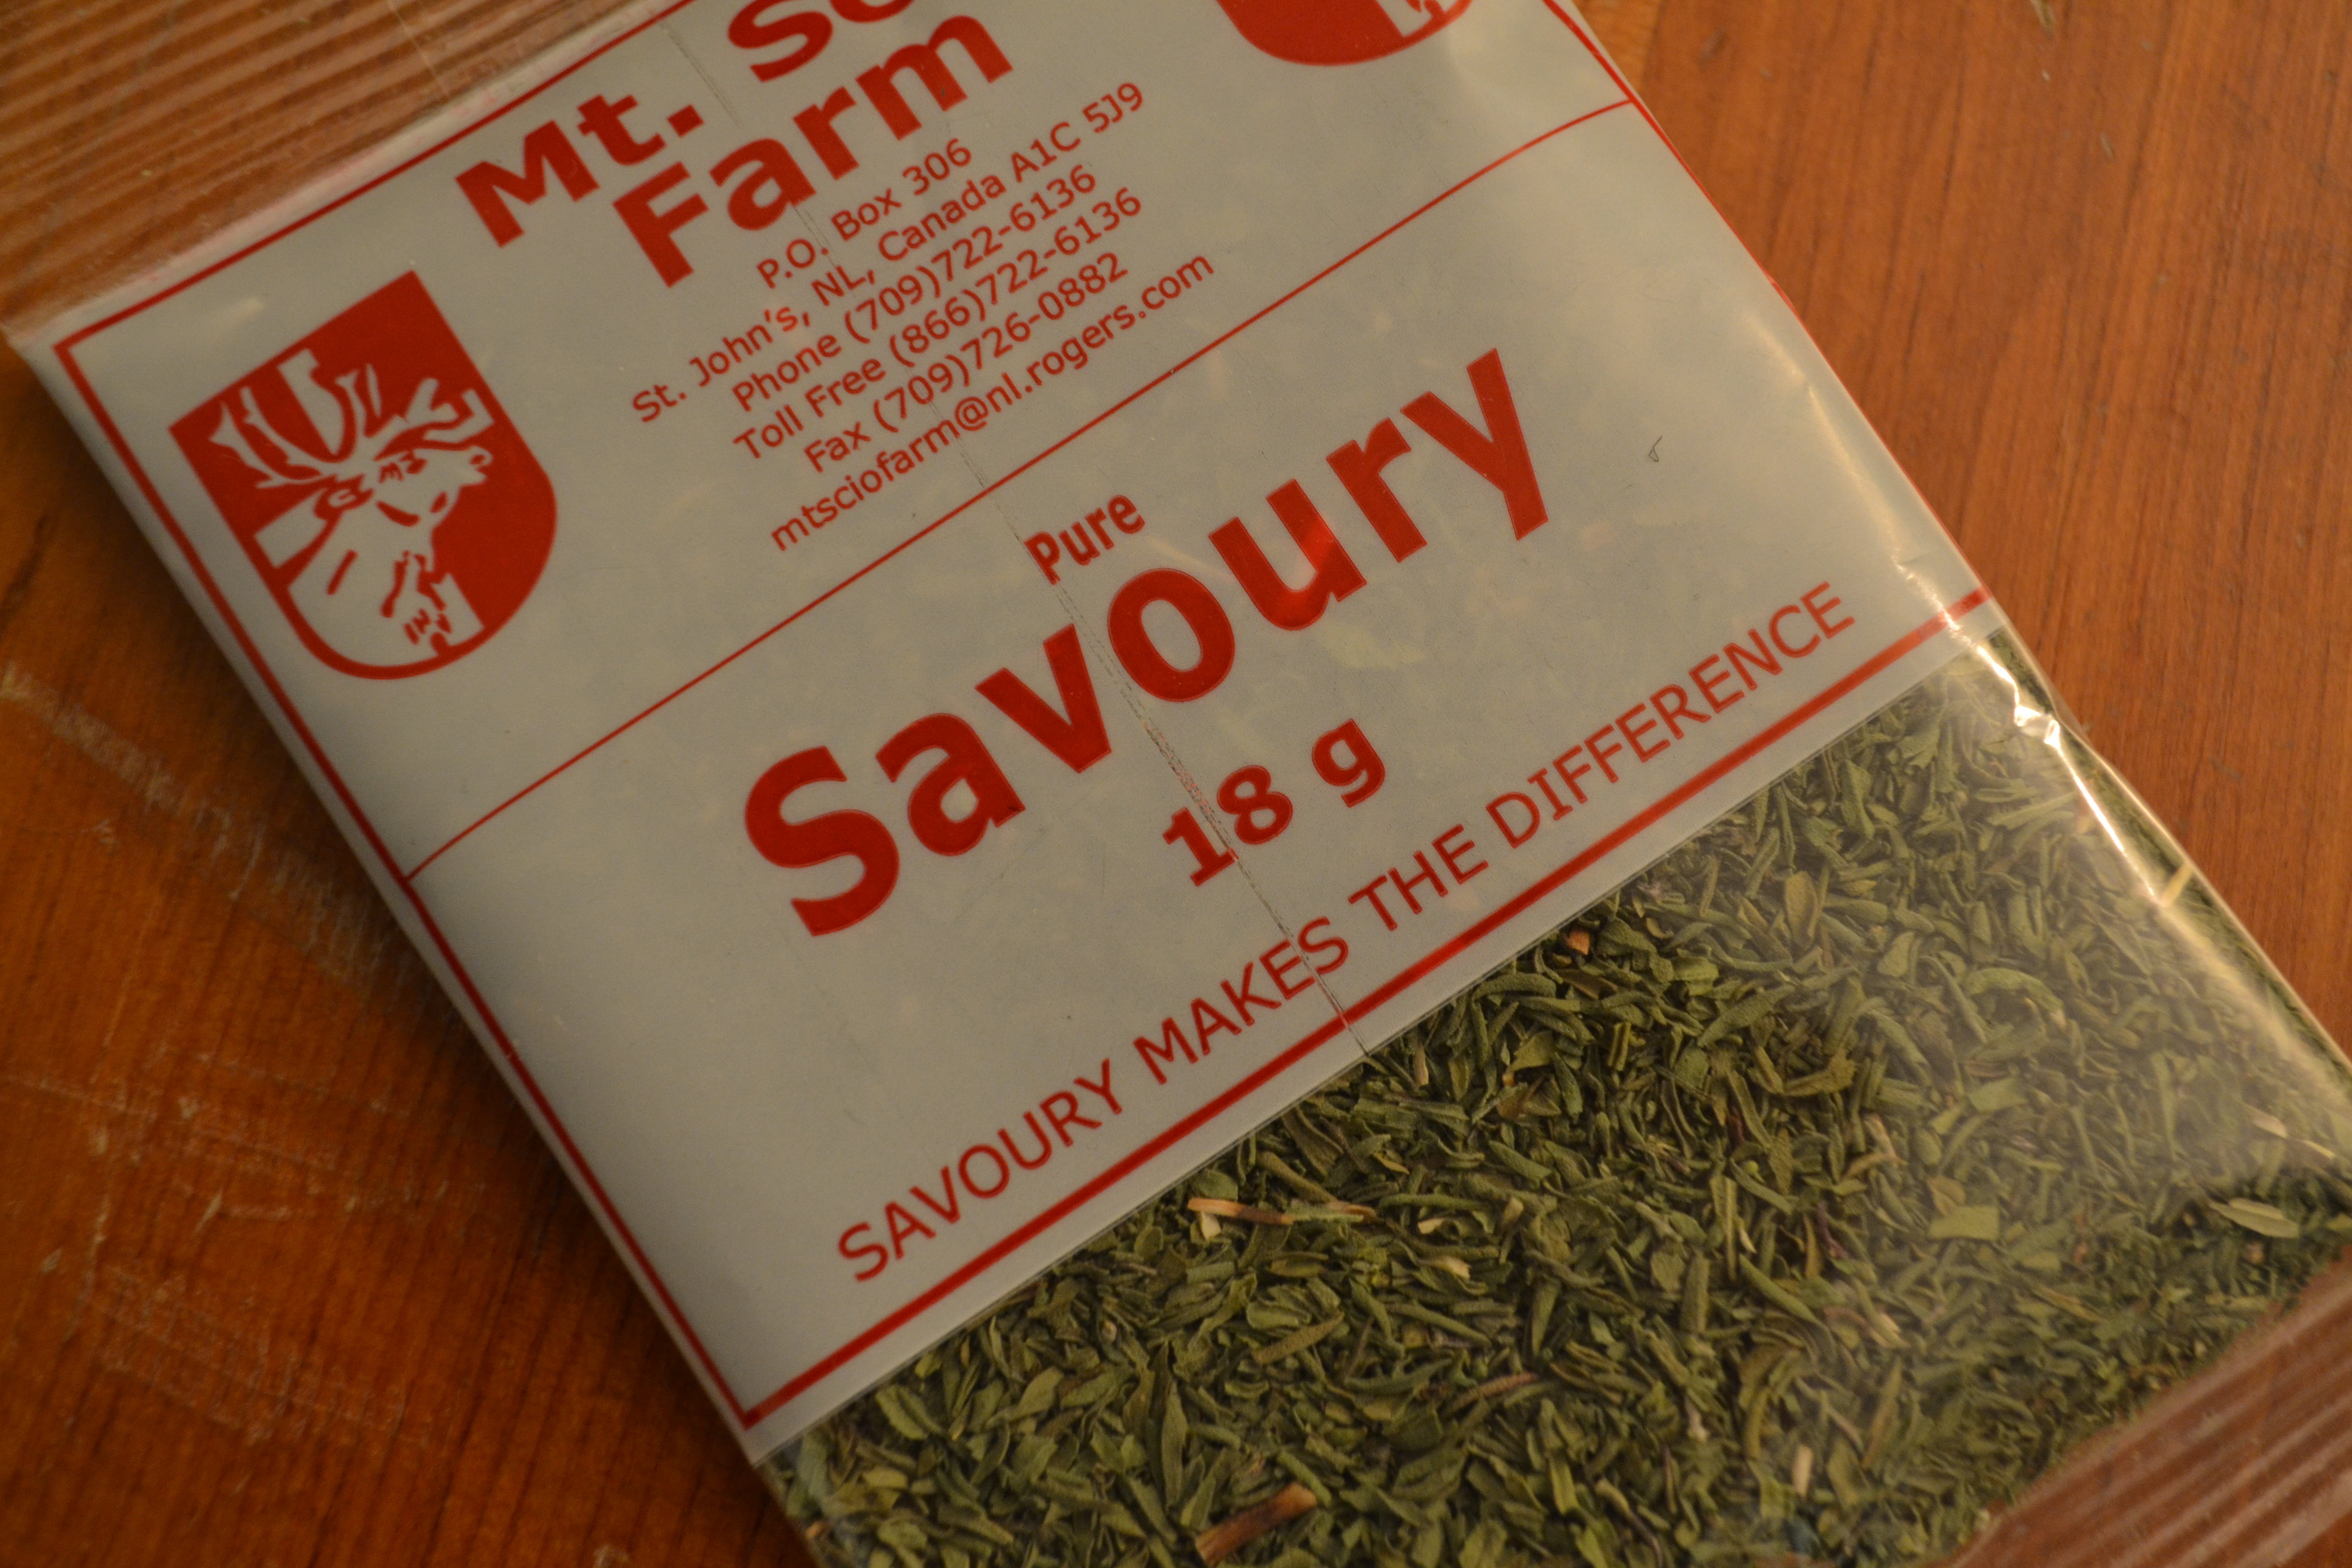 Mt.
Farm
P.O. Box 306
St. John's, NL, Canada A1C 5J9
Phone (709)722-6136
Toll Free (866)722-6136
Fax (709)726-0882
mtsciofarm@nl.rogers.com
Pure
Savoury
18 g
SAVOURY MAKES THE DIFFERENCE